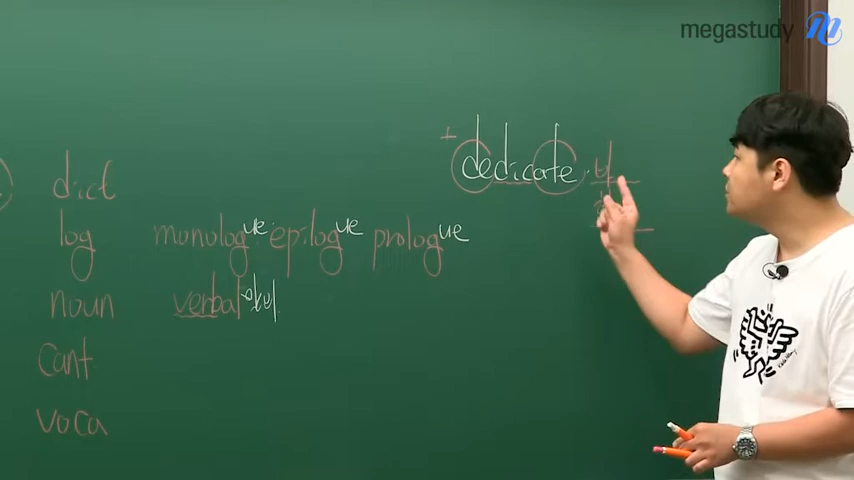 megastudy
+
dedicate
dict
log monologue epilogue prologue
noun verbal
cant
voca